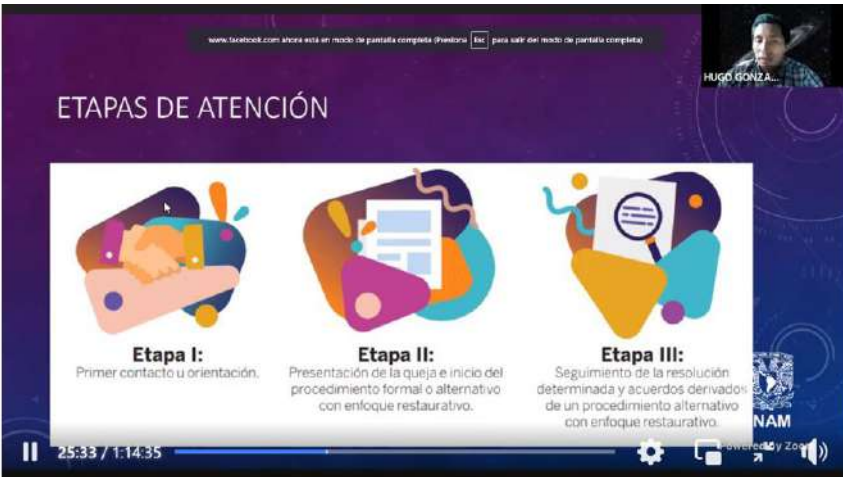 www.facebook.com ahora está en modo de pantalla completa (Presiona Esc para salir del modo de pantalla completa)
HUGO GONZA...
ETAPAS DE ATENCIÓN
Etapa I:
Primer contacto u orientación.
Etapa II:
Presentación de la queja e inicio del
procedimiento formal o alternativo
con enfoque restaurativo.
Etapa III:
Seguimiento de la resolución
determinada y acuerdos derivados
de un procedimiento alternativo
con enfoque restaurativo.
NAM
25:33 / 1:14:35
Powered by Zoom